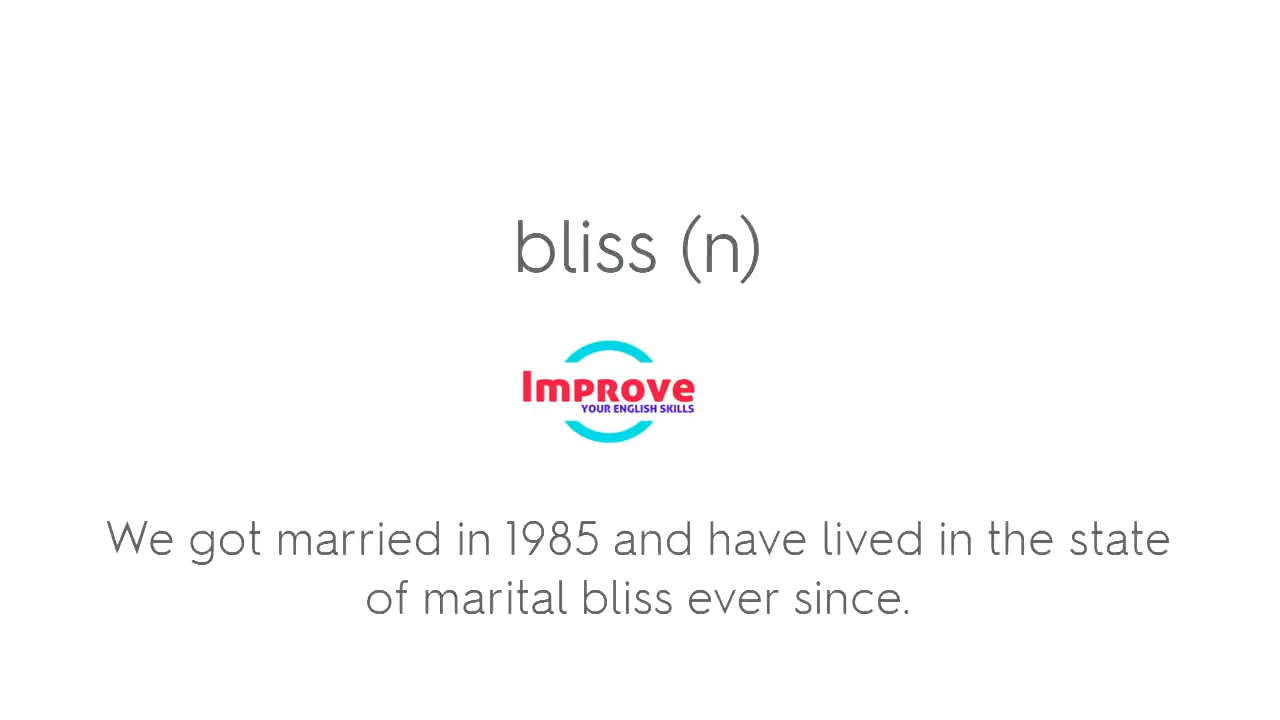 bliss (n)
Improve
YOUR ENGLISH SKILLS
We got married in 1985 and have lived in the state
of marital bliss ever since.